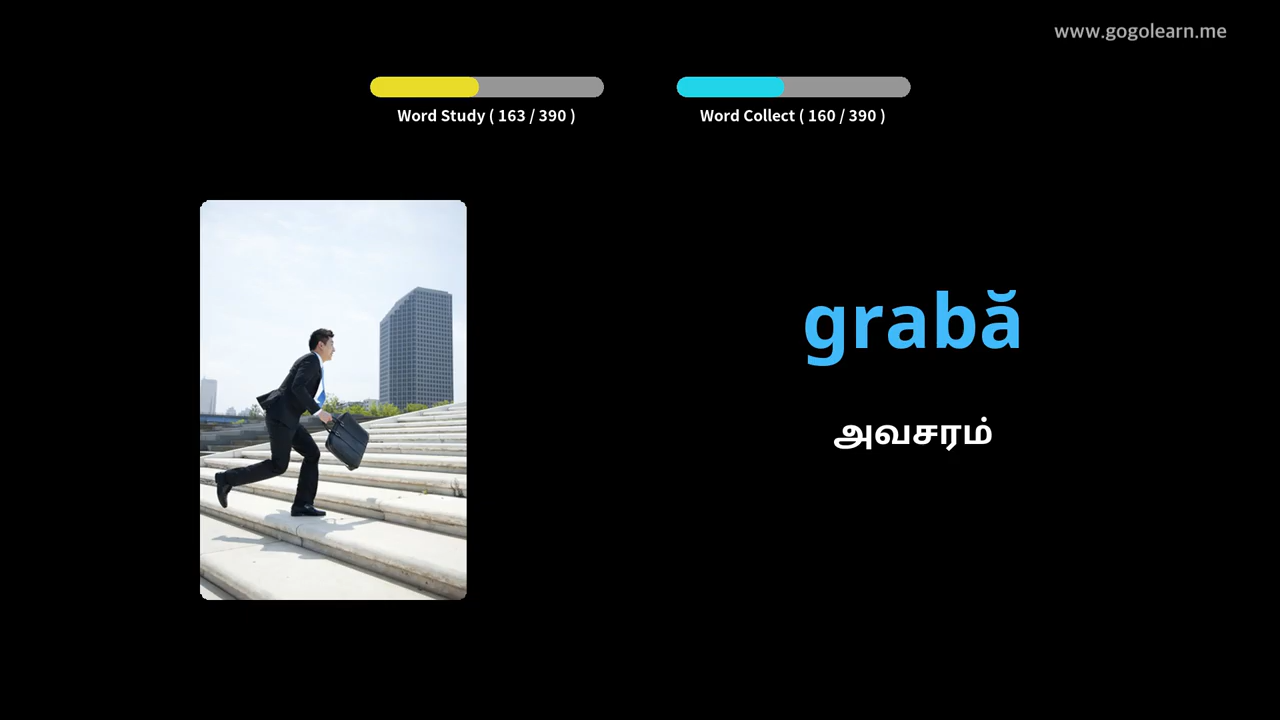 www.gogolearn.me
Word Study ( 163 / 390 )
Word Collect ( 160 / 390 )
grabă
அவசரம்